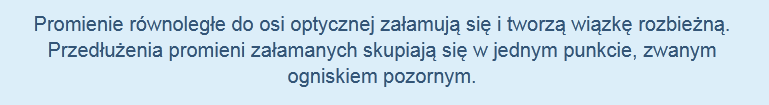 Promienie równoległe do osi optycznej załamują się i tworzą wiązkę rozbieżną.
Przedłużenia promieni załamanych skupiają się w jednym punkcie, zwanym
ogniskiem pozornym.